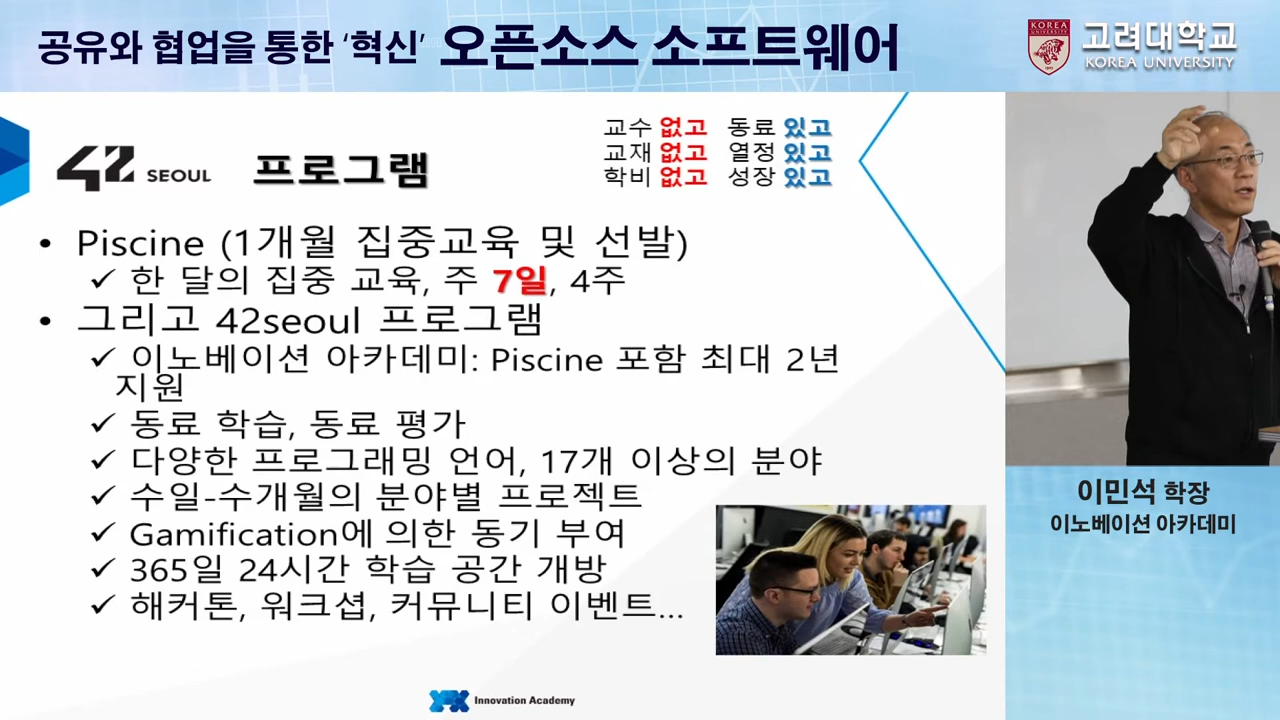 공유와 협업을 통한 ‘혁신’ 오픈소스 소프트웨어
KOREA UNIVERSITY
고려대학교
KOREA UNIVERSITY
교수 없고 동료 있고
교재 없고 열정 있고
학비 없고 성장 있고
42 SEOUL 프로그램
• Piscine (1개월 집중교육 및 선발)
✓ 한 달의 집중 교육, 주 7일, 4주
• 그리고 42seoul 프로그램
✓ 이노베이션 아카데미: Piscine 포함 최대 2년
지원
✓ 동료 학습, 동료 평가
✓ 다양한 프로그래밍 언어, 17개 이상의 분야
✓ 수일-수개월의 분야별 프로젝트
✓ Gamification에 의한 동기 부여
✓ 365일 24시간 학습 공간 개방
✓ 해커톤, 워크셥, 커뮤니티 이벤트...
이민석 학장
이노베이션 아카데미
Innovation Academy